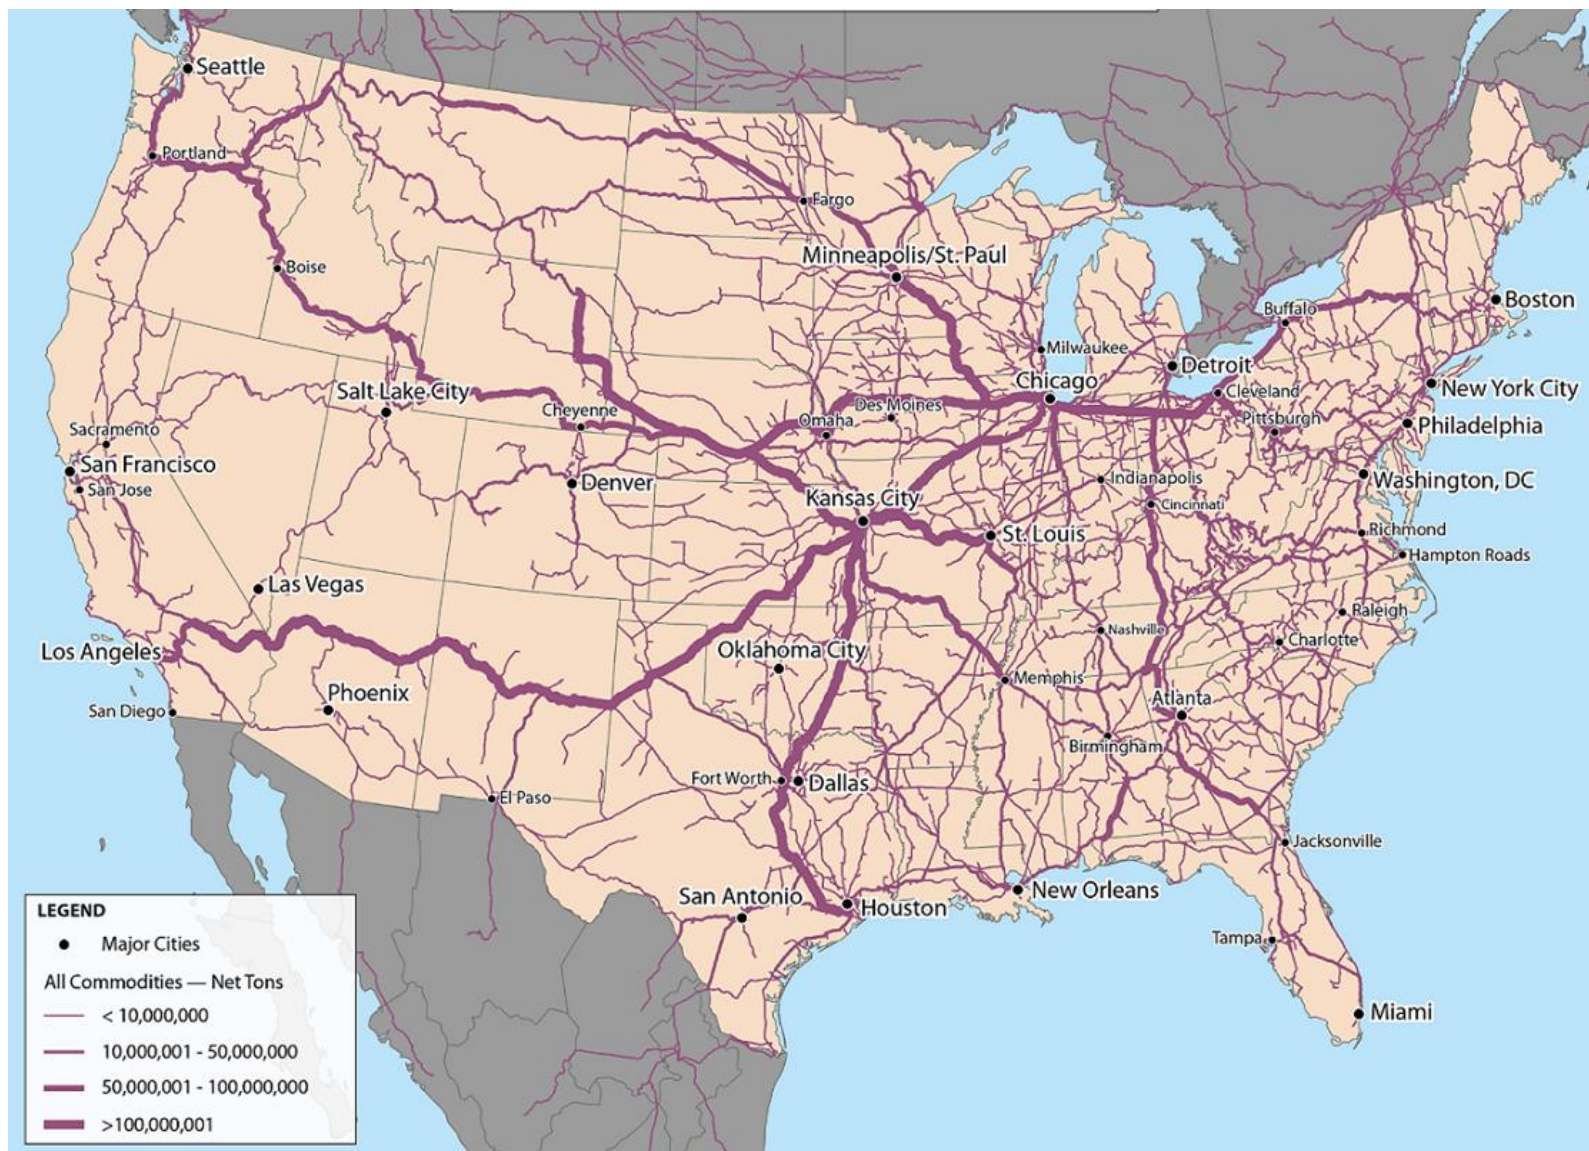 Seattle
Portland
Fargo
Minneapolis/St. Paul
Boise
Boston
Buffalo
Milwaukee
Detroit
Chicago
New York City
Cleveland
Salt Lake City
Cheyenne
Des Moines
Omaha
Pittsburgh
Philadelphia
Sacramento
San Francisco
San Jose
Denver
Indianapolis
Washington, DC
Kansas City
Cincinnati
St. Louis
Richmond
Hampton Roads
Las Vegas
Raleigh
Nashville
Charlotte
Los Angeles
Oklahoma City
Memphis
Phoenix
Atlanta
San Diego
Birmingham
Fort Worth
Dallas
El Paso
Jacksonville
San Antonio
New Orleans
Houston
Tampa
Miami
LEGEND
Major Cities
All Commodities — Net Tons
< 10,000,000
10,000,001 - 50,000,000
50,000,001 - 100,000,000
>100,000,001